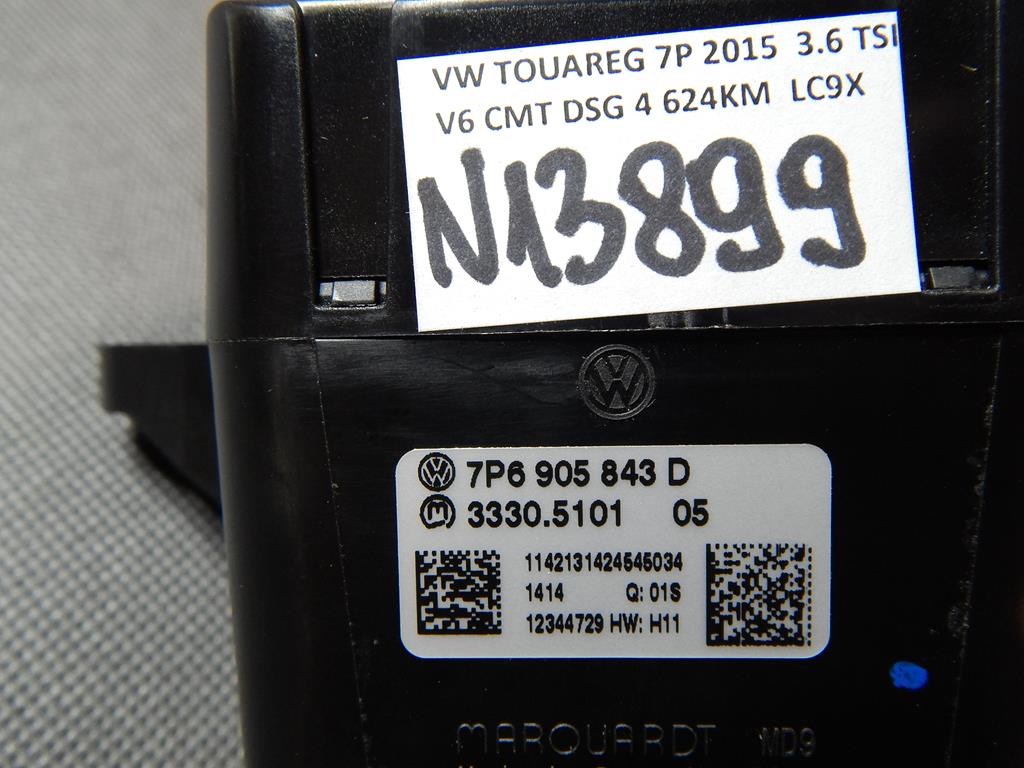 VW TOUAREG 7P 2015 3.6 TSI
V6 CMT DSG 4 624KM LC9X
N13899
7P6 905 843 D
3330.5101 05
1142131424545034
1414 Q: 01S
12344729 HW: H11
MARQUARDT MD9